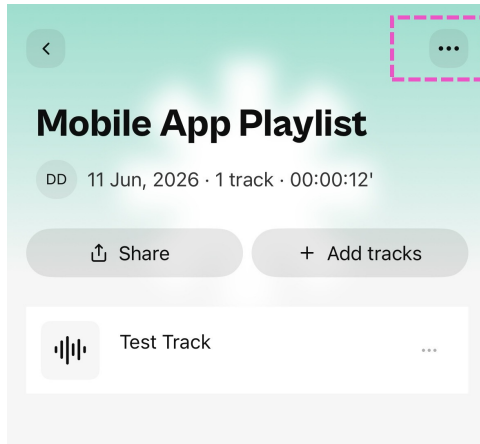 Mobile App Playlist
DD 11 Jun, 2026 · 1 track · 00:00:12'
Share
+ Add tracks
Test Track